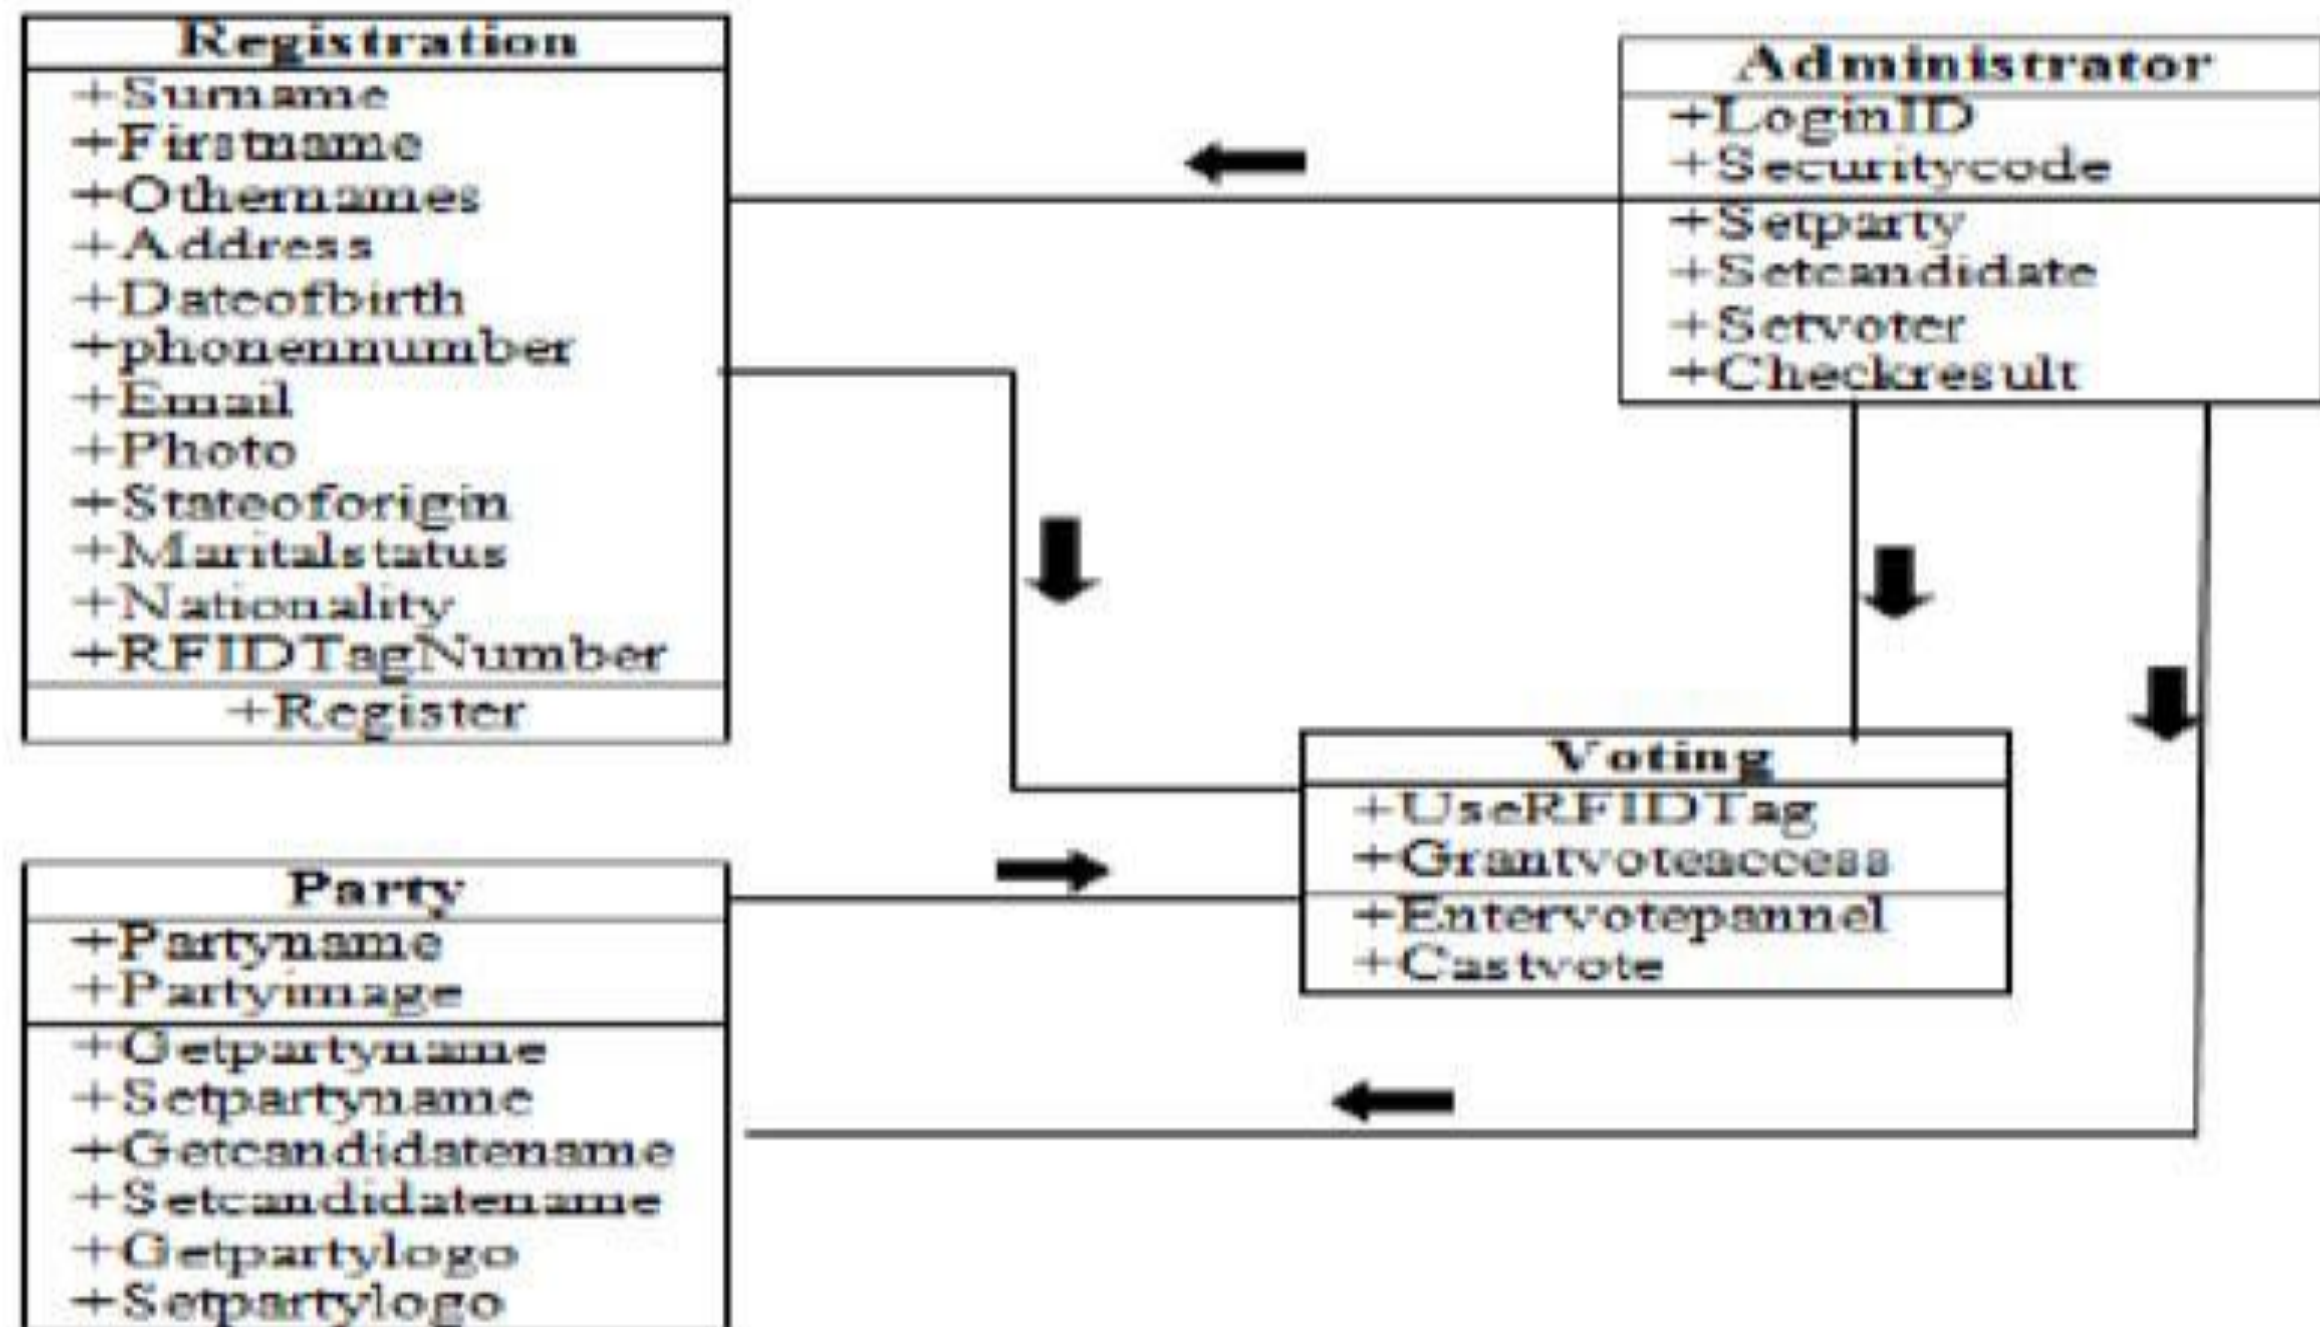 Registration
+Surname
+Firstname
+Othernames
+Address
+Dateofbirth
+phonennumber
+Email
+Photo
+Stateoforigin
+Maritalstatus
+Nationality
+RFIDTagNumber
+Register
Administrator
+LoginID
+Securitycode
+Setparty
+Setcandidate
+Setvoter
+Checkresult
Voting
+UseRFIDTag
+Grantvoteaccess
+Entervotepannel
+Castvote
Party
+Partyname
+Partyimage
+Getpartyname
+Setpartyname
+Getcandidatename
+Setcandidatename
+Getpartylogo
+Setpartylogo